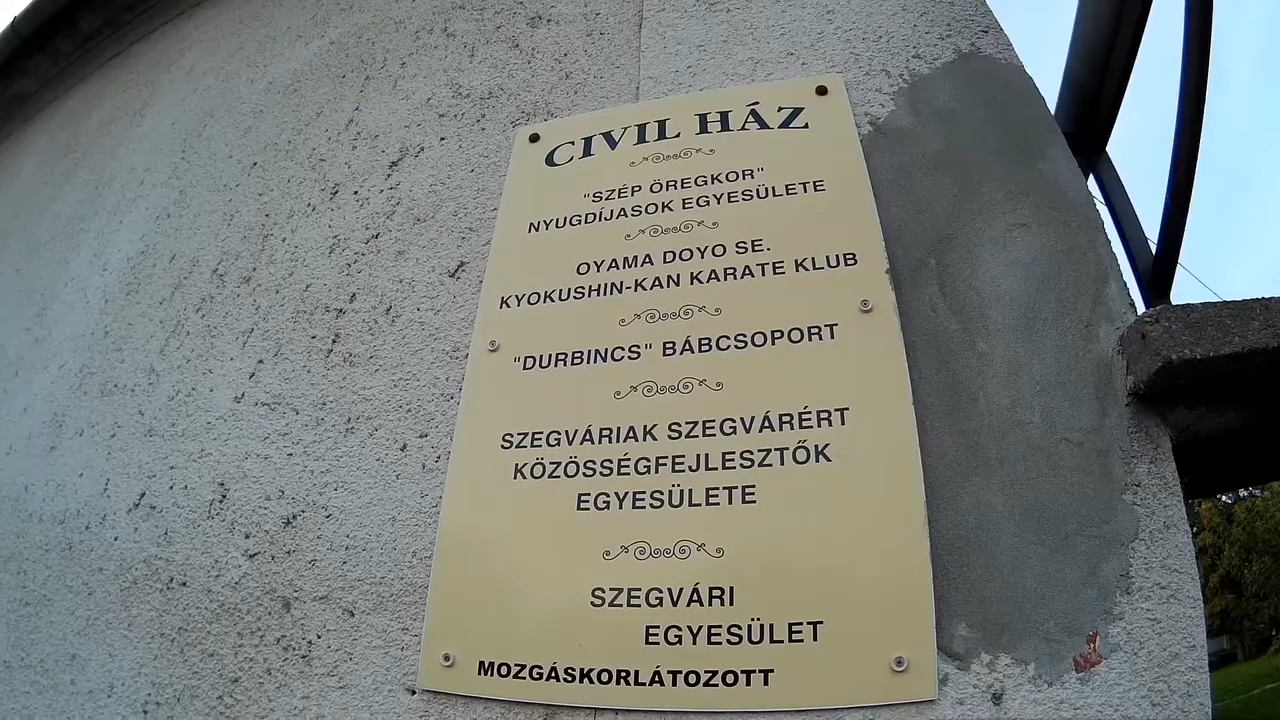 CIVIL HÁZ
"SZÉP ÖREGKOR"
NYUGDÍJASOK EGYESÜLETE
OYAMA DOYO SE.
KYOKUSHIN-KAN KARATE KLUB
"DURBINCS" BÁBCSOPORT
SZEGVÁRIAK SZEGVÁRÉRT
KÖZÖSSÉGFEJLESZTŐK
EGYESÜLETE
SZEGVÁRI
EGYESÜLET
MOZGÁSKORLÁTOZOTT